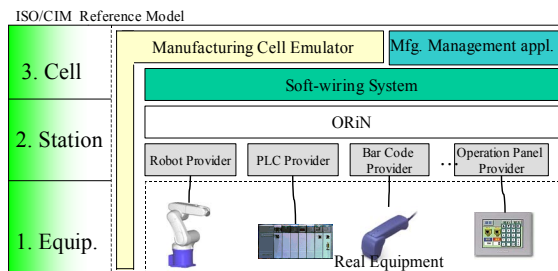 ISO/CIM Reference Model
Manufacturing Cell Emulator
Mfg. Management appl.
3. Cell
Soft-wiring System
ORiN
2. Station
Robot Provider
PLC Provider
Bar Code
Provider
...
Operation Panel
Provider
1. Equip.
Real Equipment